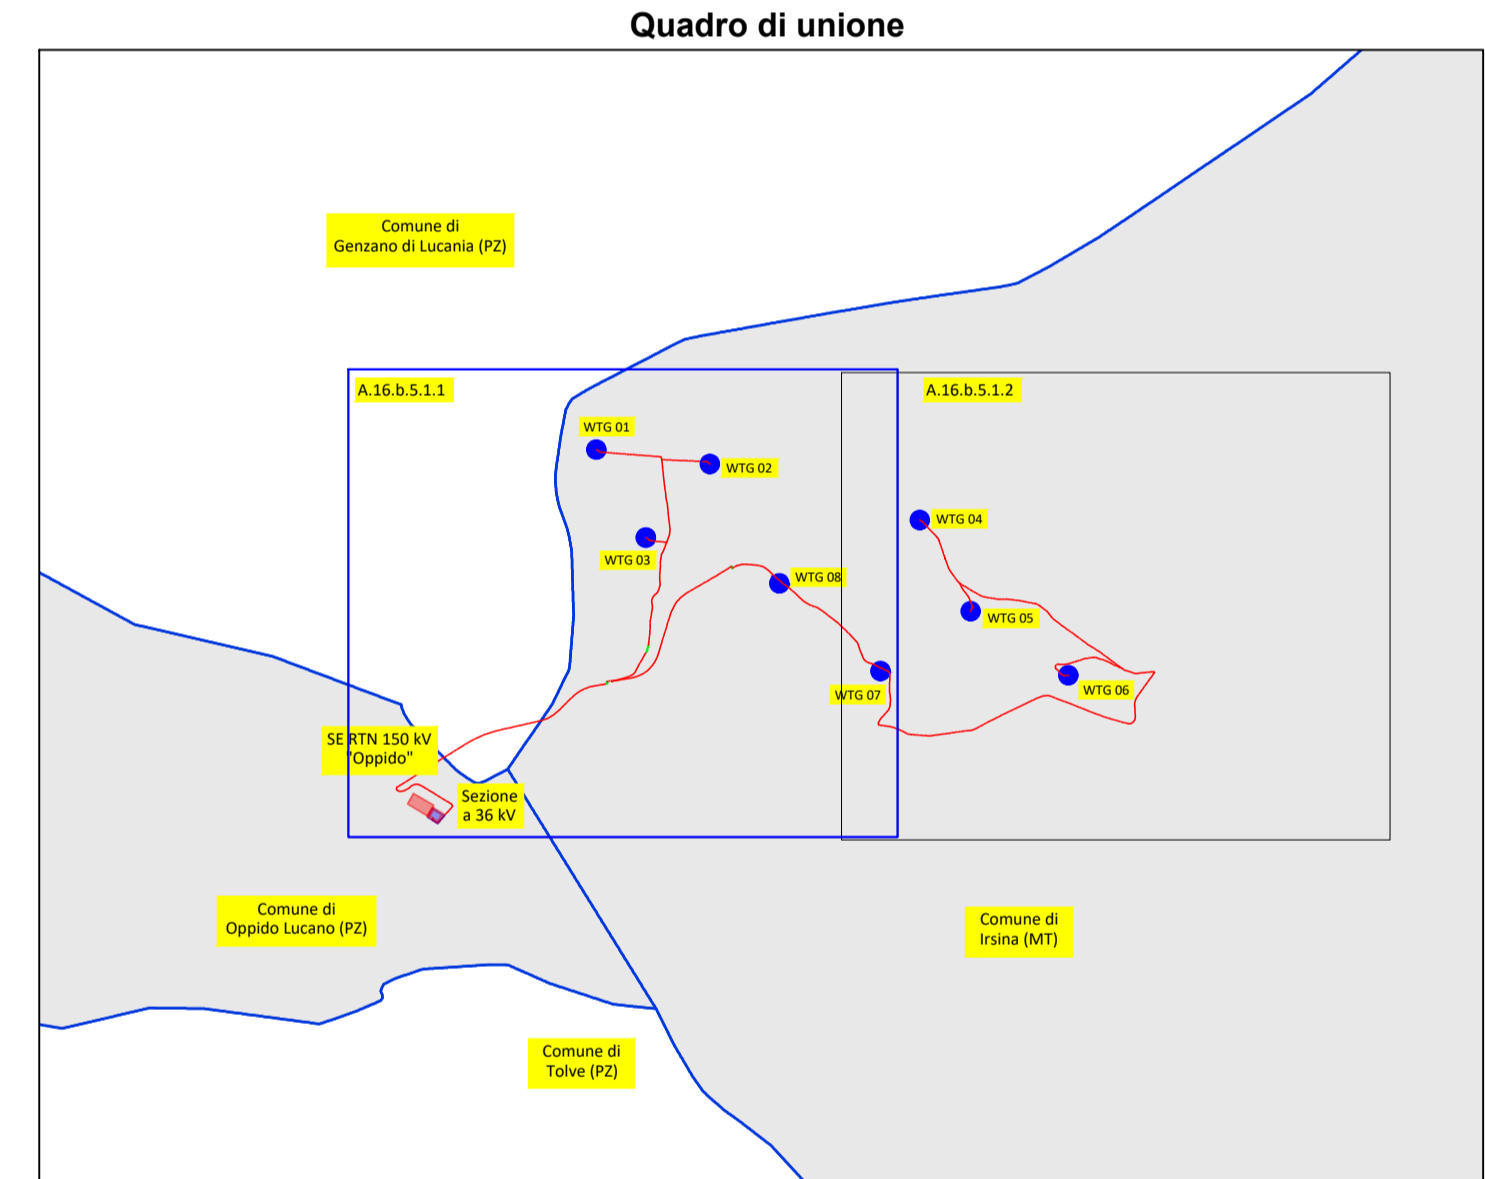 Quadro di unione
Comune di
Genzano di Lucania (PZ)
A.16.b.5.1.1
A.16.b.5.1.2
WTG 01
WTG 02
WTG 04
WTG 03
WTG 08
WTG 05
WTG 07
WTG 06
SE RTN 150 kV
"Oppido"
Sezione
a 36 kV
Comune di
Oppido Lucano (PZ)
Comune di
Irsina (MT)
Comune di
Tolve (PZ)